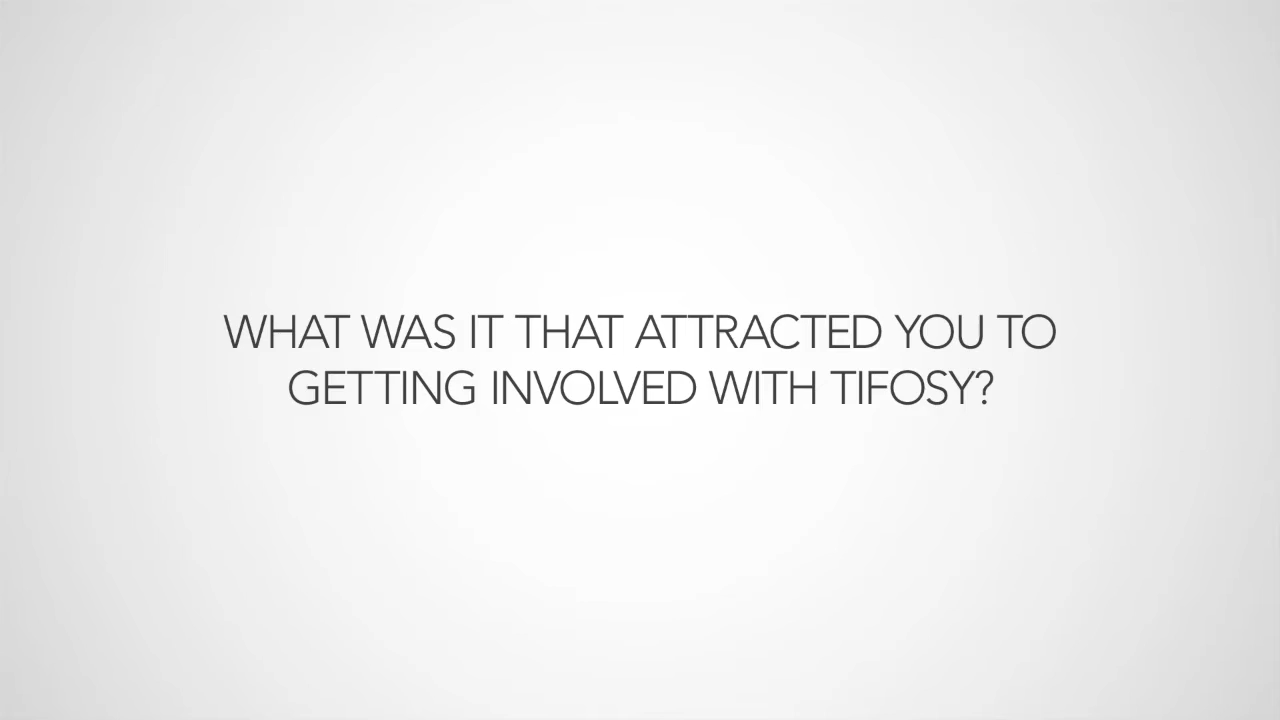 WHAT WAS IT THAT ATTRACTED YOU TO
GETTING INVOLVED WITH TIFOSY?